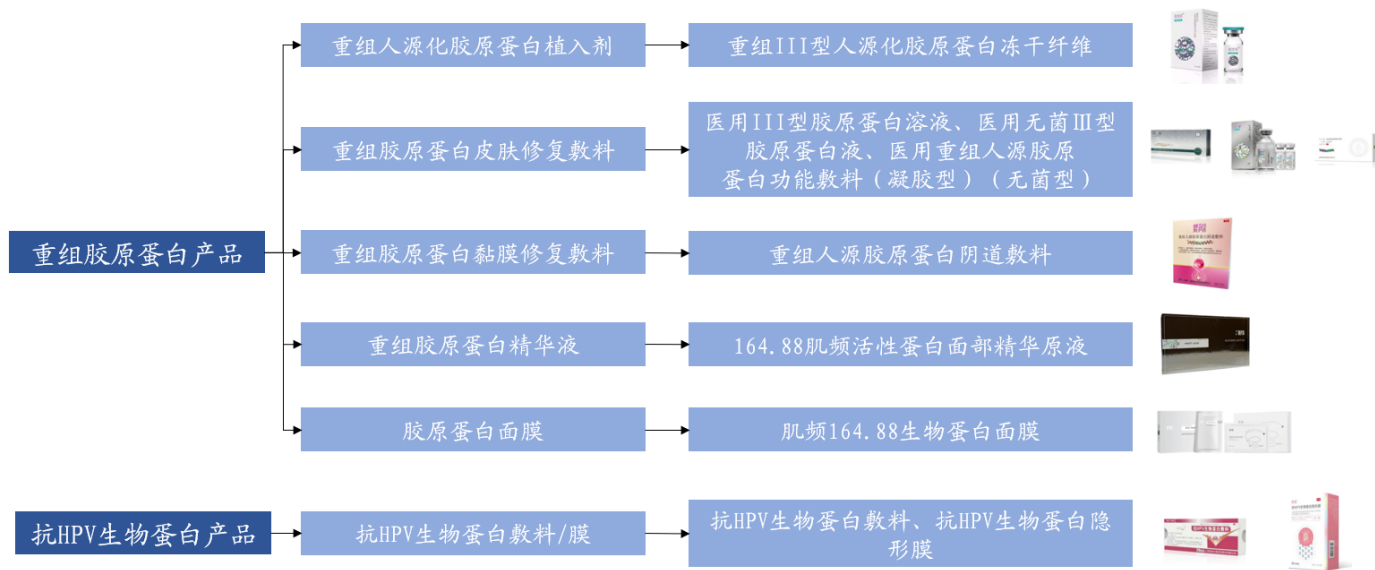 重组人源化胶原蛋白植入剂
重组III型人源化胶原蛋白冻干纤维
重组胶原蛋白皮肤修复敷料
医用III型胶原蛋白溶液、医用无菌Ⅲ型
胶原蛋白液、医用重组人源胶原
蛋白功能敷料（凝胶型）（无菌型）
重组胶原蛋白产品
重组胶原蛋白黏膜修复敷料
重组人源胶原蛋白阴道敷料
重组胶原蛋白精华液
164.88肌频活性蛋白面部精华原液
胶原蛋白面膜
肌频164.88生物蛋白面膜
抗HPV生物蛋白产品
抗HPV生物蛋白敷料/膜
抗HPV生物蛋白敷料、抗HPV生物蛋白隐
形膜